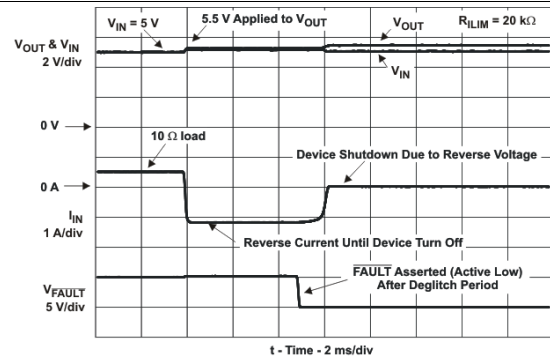 V_IN = 5 V
5.5 V Applied to V_OUT
V_OUT
R_ILIM = 20 kΩ
V_OUT & V_IN
2 V/div
V_IN
0 V
10 Ω load
Device Shutdown Due to Reverse Voltage
0 A
I_IN
1 A/div
Reverse Current Until Device Turn Off
V_FAULT
5 V/div
FAULT Asserted (Active Low)
After Deglitch Period
t - Time - 2 ms/div